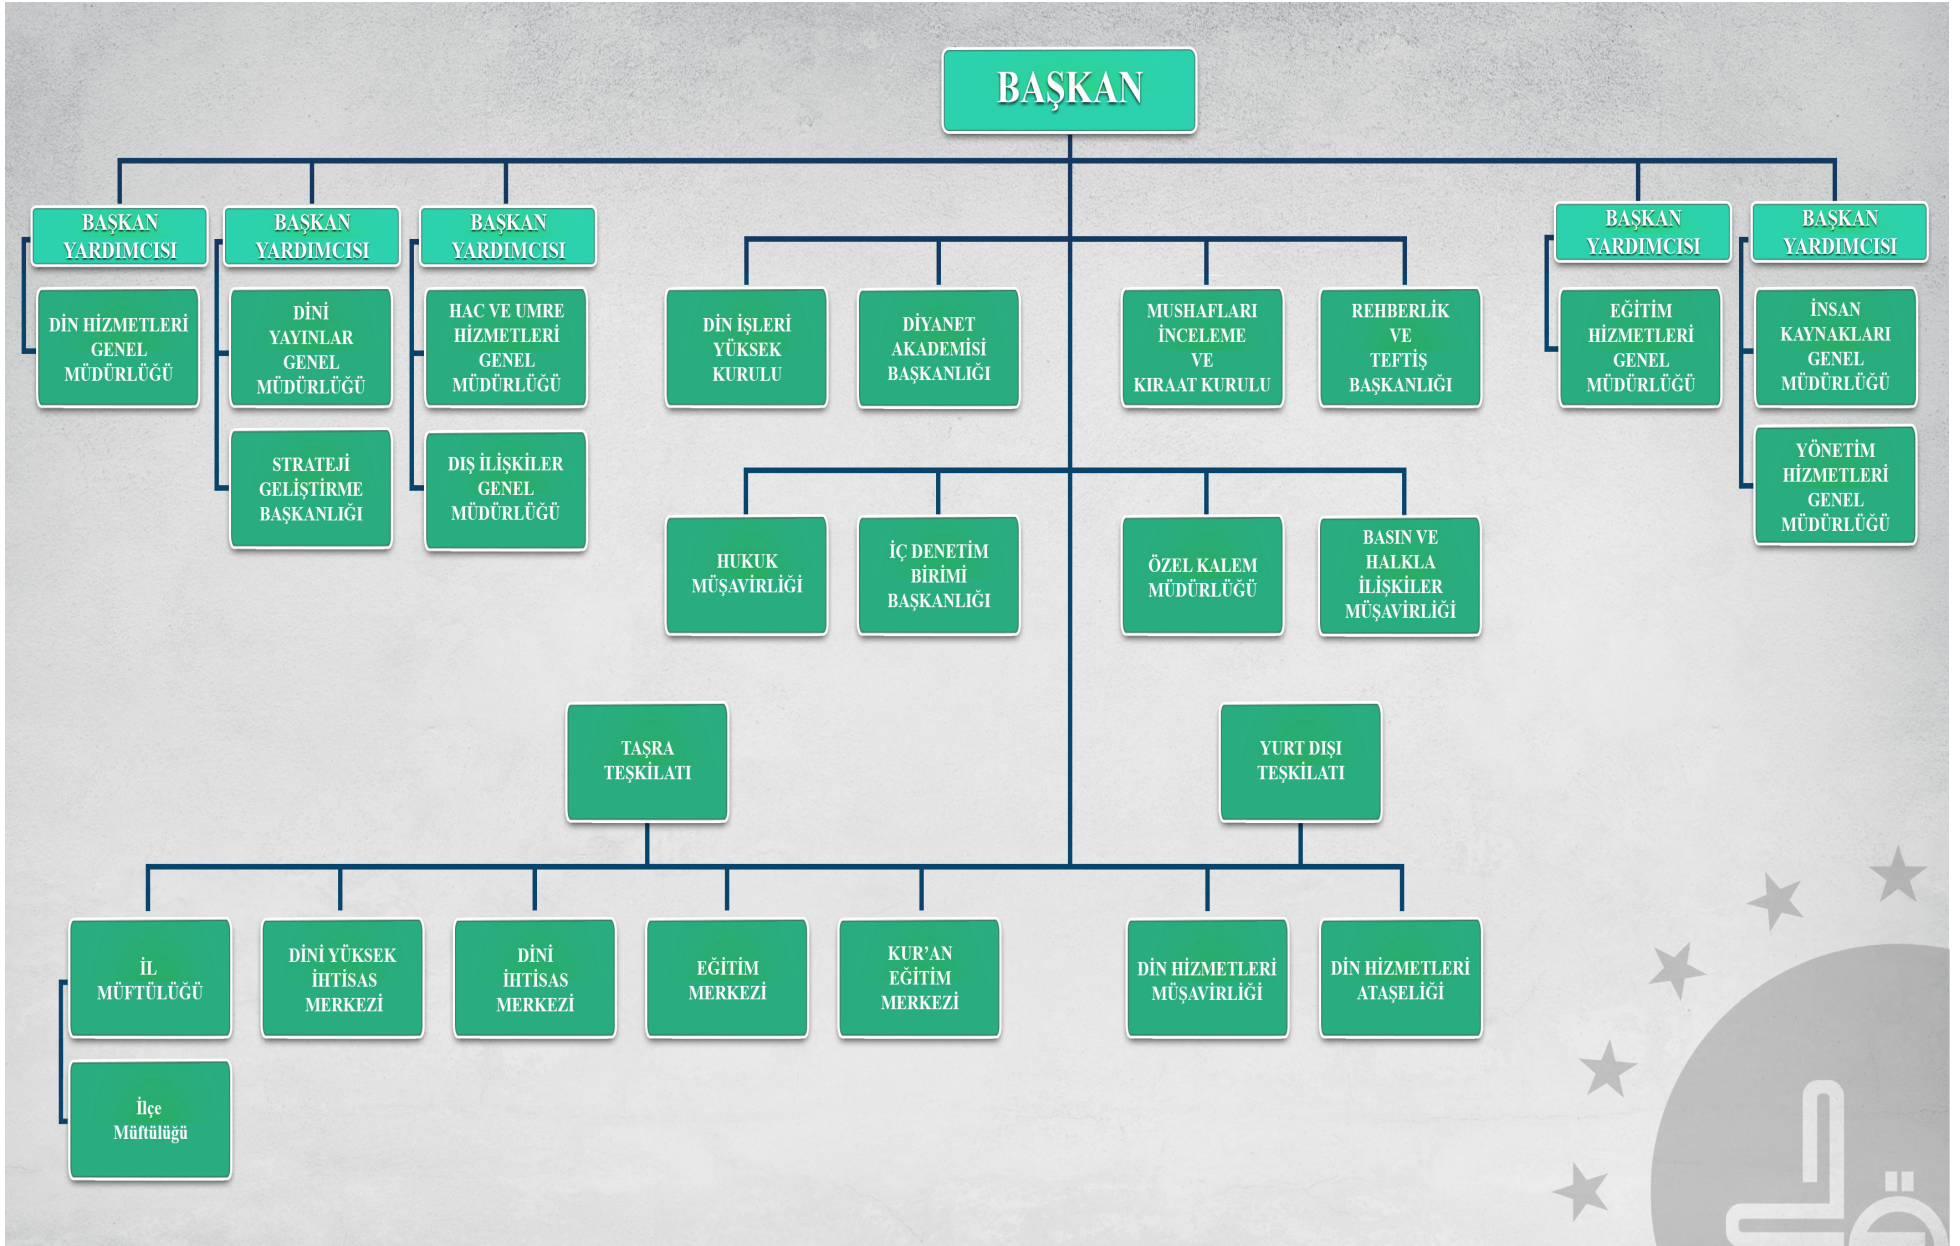 BAŞKAN
BAŞKAN
YARDIMCISI
BAŞKAN
YARDIMCISI
BAŞKAN
YARDIMCISI
BAŞKAN
YARDIMCISI
BAŞKAN
YARDIMCISI
DİN HİZMETLERİ
GENEL
MÜDÜRLÜĞÜ
DİNİ
YAYINLAR
GENEL
MÜDÜRLÜĞÜ
HAC VE UMRE
HİZMETLERİ
GENEL
MÜDÜRLÜĞÜ
DİN İŞLERİ
YÜKSEK
KURULU
DİYANET
AKADEMİSİ
BAŞKANLIĞI
MUSHAFLARI
İNCELEME
VE
KIRAAT KURULU
REHBERLİK
VE
TEFTİŞ
BAŞKANLIĞI
EĞİTİM
HİZMETLERİ
GENEL
MÜDÜRLÜĞÜ
İNSAN
KAYNAKLARI
GENEL
MÜDÜRLÜĞÜ
STRATEJİ
GELİŞTİRME
BAŞKANLIĞI
DIŞ İLİŞKİLER
GENEL
MÜDÜRLÜĞÜ
YÖNETİM
HİZMETLERİ
GENEL
MÜDÜRLÜĞÜ
HUKUK
MÜŞAVİRLİĞİ
İÇ DENETİM
BİRİMİ
BAŞKANLIĞI
ÖZEL KALEM
MÜDÜRLÜĞÜ
BASIN VE
HALKLA
İLİŞKİLER
MÜŞAVİRLİĞİ
TAŞRA
TEŞKİLATI
YURT DIŞI
TEŞKİLATI
İL
MÜFTÜLÜĞÜ
DİNİ YÜKSEK
İHTİSAS
MERKEZİ
DİNİ
İHTİSAS
MERKEZİ
EĞİTİM
MERKEZİ
KUR’AN
EĞİTİM
MERKEZİ
DİN HİZMETLERİ
MÜŞAVİRLİĞİ
DİN HİZMETLERİ
ATAŞELİĞİ
İlçe
Müftülüğü